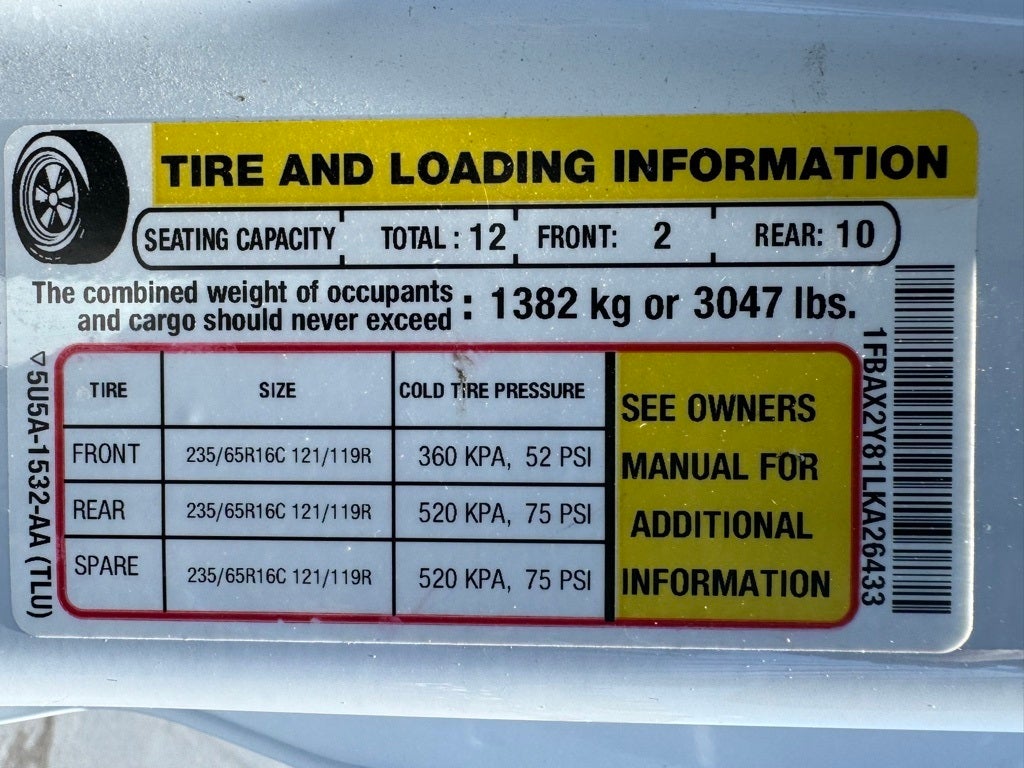 TIRE AND LOADING INFORMATION
SEATING CAPACITY TOTAL : 12 FRONT: 2 REAR: 10
The combined weight of occupants
and cargo should never exceed : 1382 kg or 3047 lbs.
TIRE SIZE COLD TIRE PRESSURE
FRONT 235/65R16C 121/119R 360 KPA, 52 PSI
REAR 235/65R16C 121/119R 520 KPA, 75 PSI
SPARE 235/65R16C 121/119R 520 KPA, 75 PSI
SEE OWNERS
MANUAL FOR
ADDITIONAL
INFORMATION
▽5U5A-1532-AA (TLU)
1FBAX2Y81LKA26433